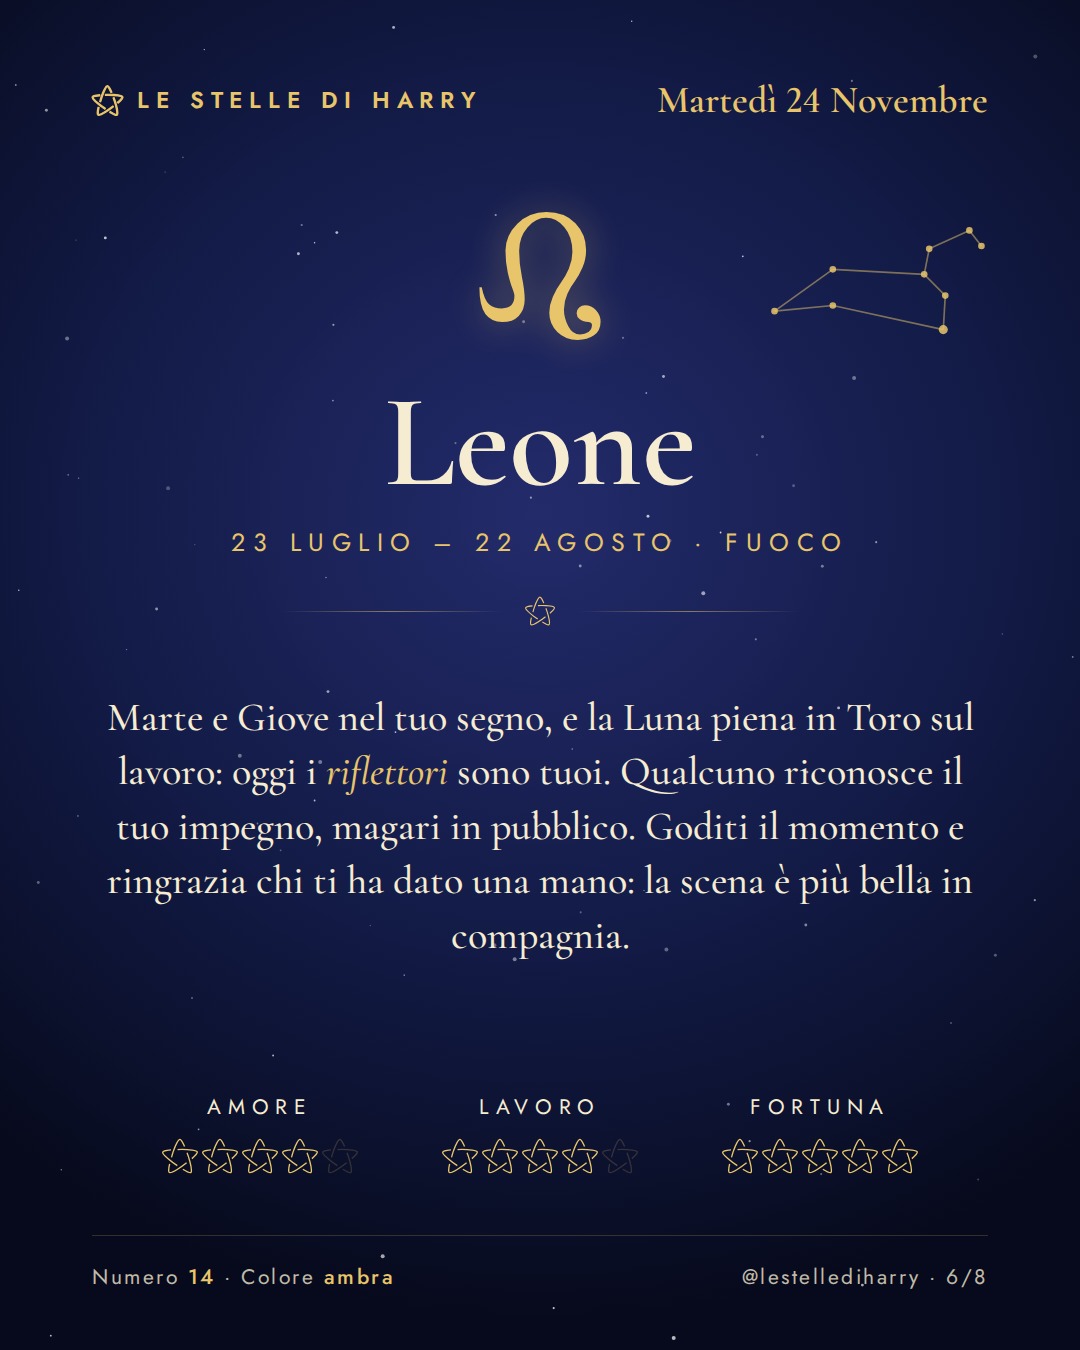 LE STELLE DI HARRY
Martedì 24 Novembre
Leone
23 LUGLIO – 22 AGOSTO · FUOCO
Marte e Giove nel tuo segno, e la Luna piena in Toro sul
lavoro: oggi i riflettori sono tuoi. Qualcuno riconosce il
tuo impegno, magari in pubblico. Goditi il momento e
ringrazia chi ti ha dato una mano: la scena è più bella in
compagnia.
AMORE
LAVORO
FORTUNA
Numero 14 · Colore ambra
@lestellediharry · 6/8